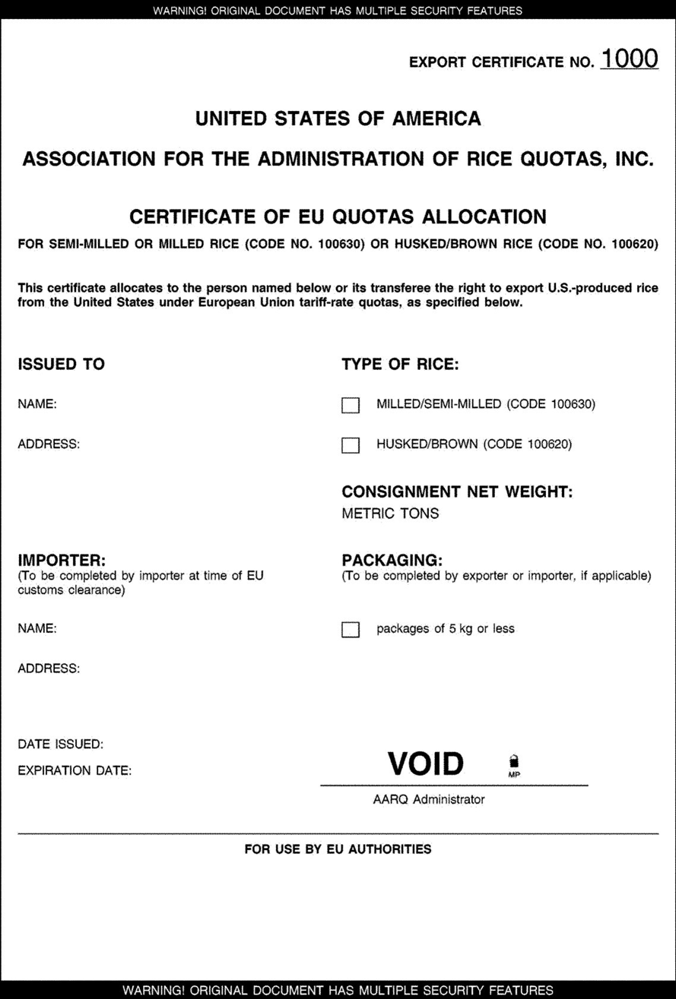 WARNING! ORIGINAL DOCUMENT HAS MULTIPLE SECURITY FEATURES
EXPORT CERTIFICATE NO. 1000
UNITED STATES OF AMERICA
ASSOCIATION FOR THE ADMINISTRATION OF RICE QUOTAS, INC.
CERTIFICATE OF EU QUOTAS ALLOCATION
FOR SEMI-MILLED OR MILLED RICE (CODE NO. 100630) OR HUSKED/BROWN RICE (CODE NO. 100620)
This certificate allocates to the person named below or its transferee the right to export U.S.-produced rice
from the United States under European Union tariff-rate quotas, as specified below.
ISSUED TO
NAME:
ADDRESS:
TYPE OF RICE:
MILLED/SEMI-MILLED (CODE 100630)
HUSKED/BROWN (CODE 100620)
CONSIGNMENT NET WEIGHT:
METRIC TONS
IMPORTER:
(To be completed by importer at time of EU
customs clearance)
NAME:
ADDRESS:
PACKAGING:
(To be completed by exporter or importer, if applicable)
packages of 5 kg or less
DATE ISSUED:
EXPIRATION DATE:
VOID
MP
AARQ Administrator
FOR USE BY EU AUTHORITIES
WARNING! ORIGINAL DOCUMENT HAS MULTIPLE SECURITY FEATURES